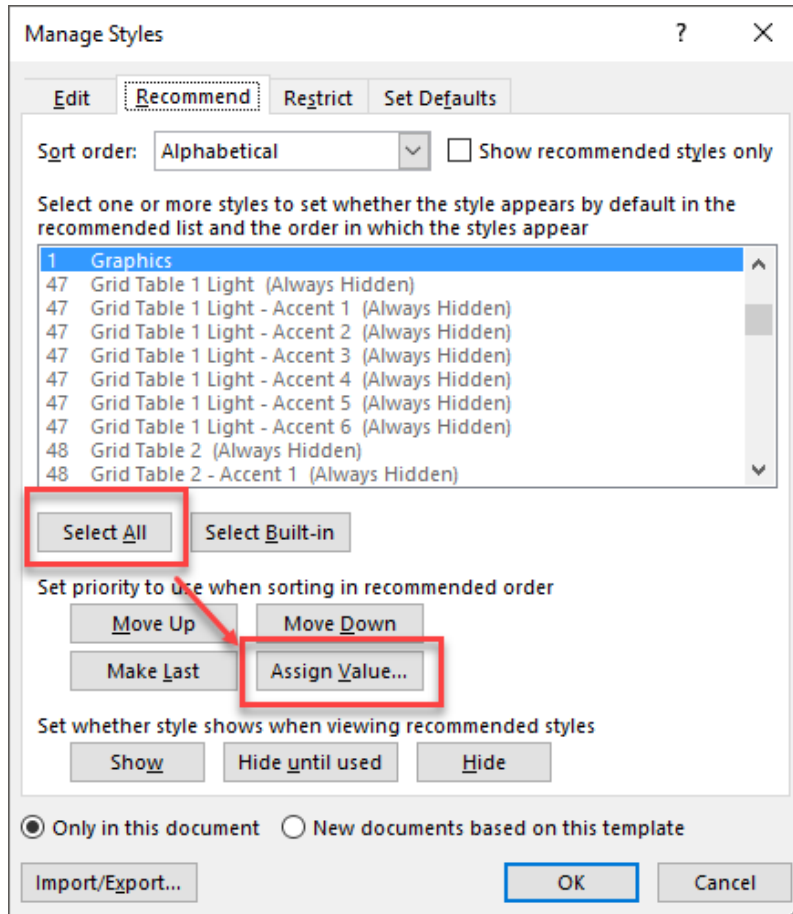 Manage Styles ?
Edit Recommend Restrict Set Defaults
Sort order: Alphabetical Show recommended styles only
Select one or more styles to set whether the style appears by default in the
recommended list and the order in which the styles appear
1 Graphics
47 Grid Table 1 Light (Always Hidden)
47 Grid Table 1 Light - Accent 1 (Always Hidden)
47 Grid Table 1 Light - Accent 2 (Always Hidden)
47 Grid Table 1 Light - Accent 3 (Always Hidden)
47 Grid Table 1 Light - Accent 4 (Always Hidden)
47 Grid Table 1 Light - Accent 5 (Always Hidden)
47 Grid Table 1 Light - Accent 6 (Always Hidden)
48 Grid Table 2 (Always Hidden)
48 Grid Table 2 - Accent 1 (Always Hidden)
Select All Select Built-in
Set priority to use when sorting in recommended order
Move Up Move Down
Make Last Assign Value...
Set whether style shows when viewing recommended styles
Show Hide until used Hide
Only in this document New documents based on this template
Import/Export... OK Cancel